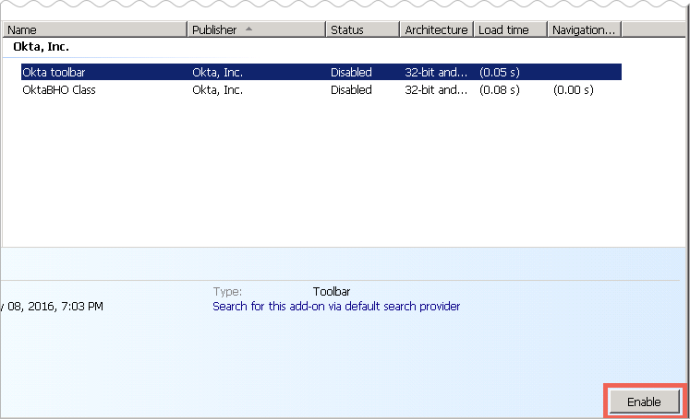 Name Publisher Status Architecture Load time Navigation...
Okta, Inc.
Okta toolbar Okta, Inc. Disabled 32-bit and... (0.05 s)
OktaBHO Class Okta, Inc. Disabled 32-bit and... (0.08 s) (0.00 s)
Type: Toolbar
y 08, 2016, 7:03 PM Search for this add-on via default search provider
Enable